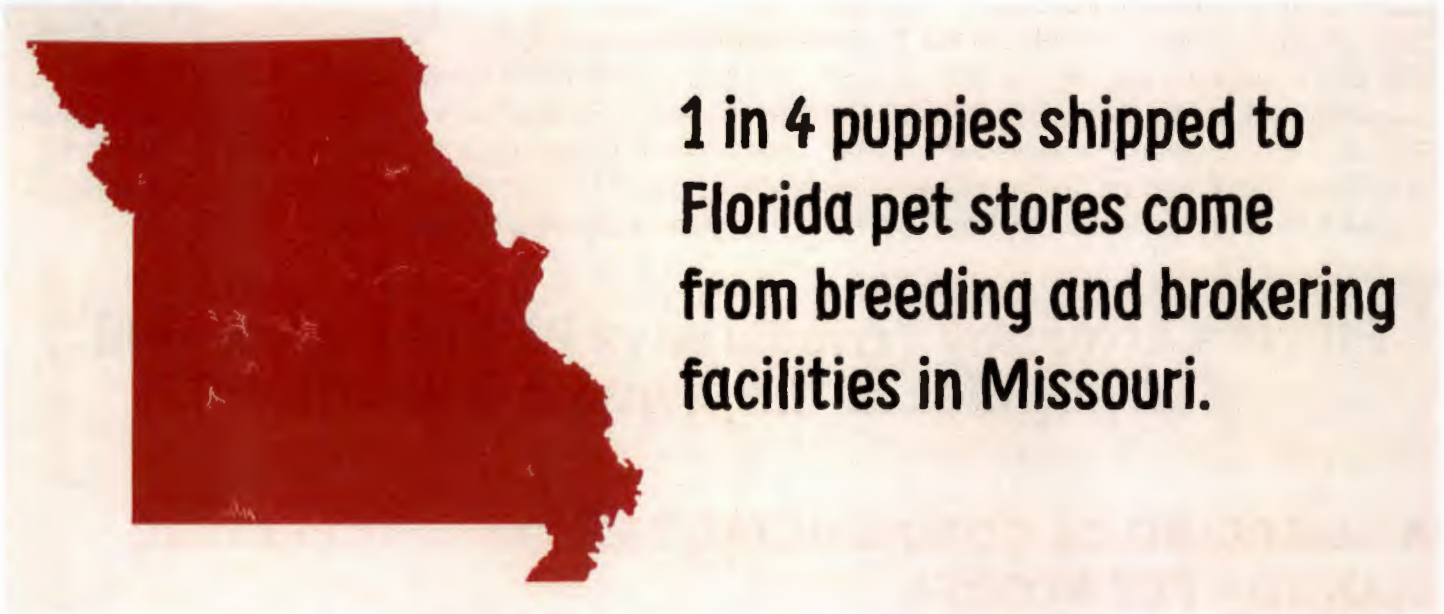 1 in 4 puppies shipped to
Florida pet stores come
from breeding and brokering
facilities in Missouri.